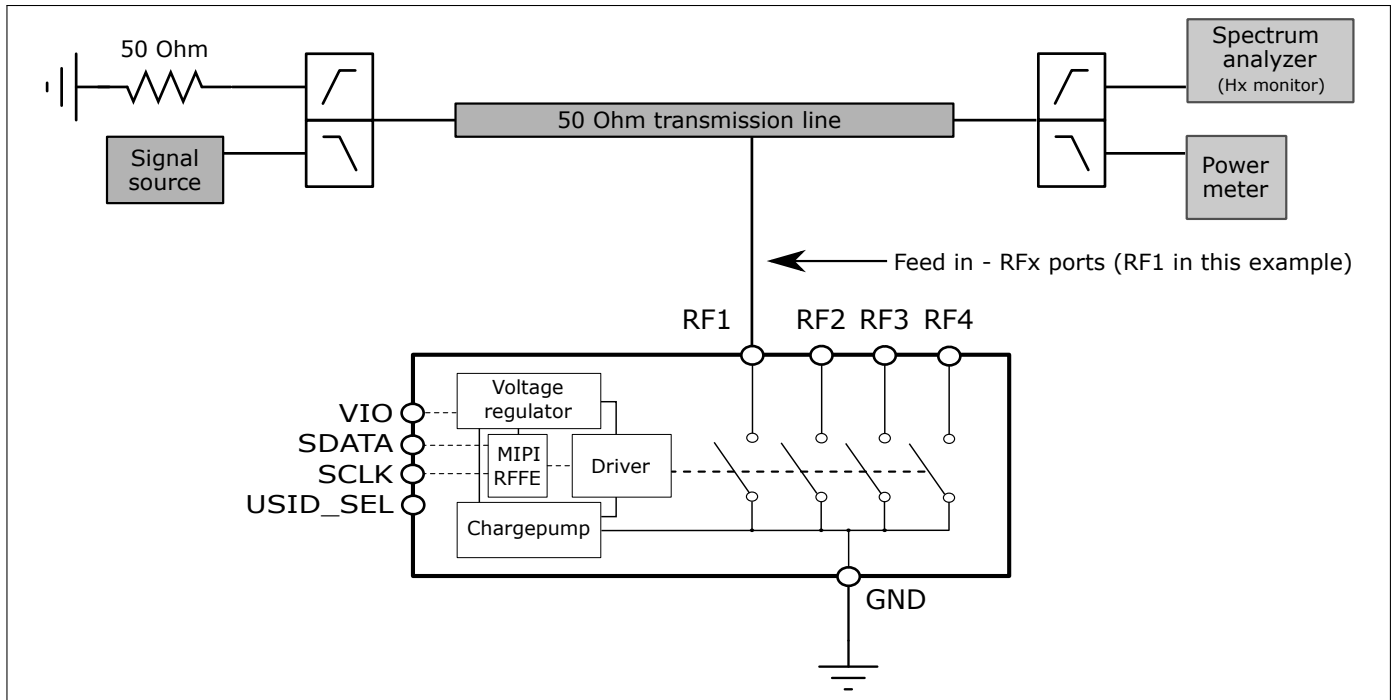 50 Ohm
Signal
source
50 Ohm transmission line
Spectrum
analyzer
(Hx monitor)
Power
meter
Feed in - RFx ports (RF1 in this example)
RF1 RF2 RF3 RF4
VIO
SDATA
SCLK
USID_SEL
Voltage
regulator
MIPI
RFFE
Driver
Chargepump
GND